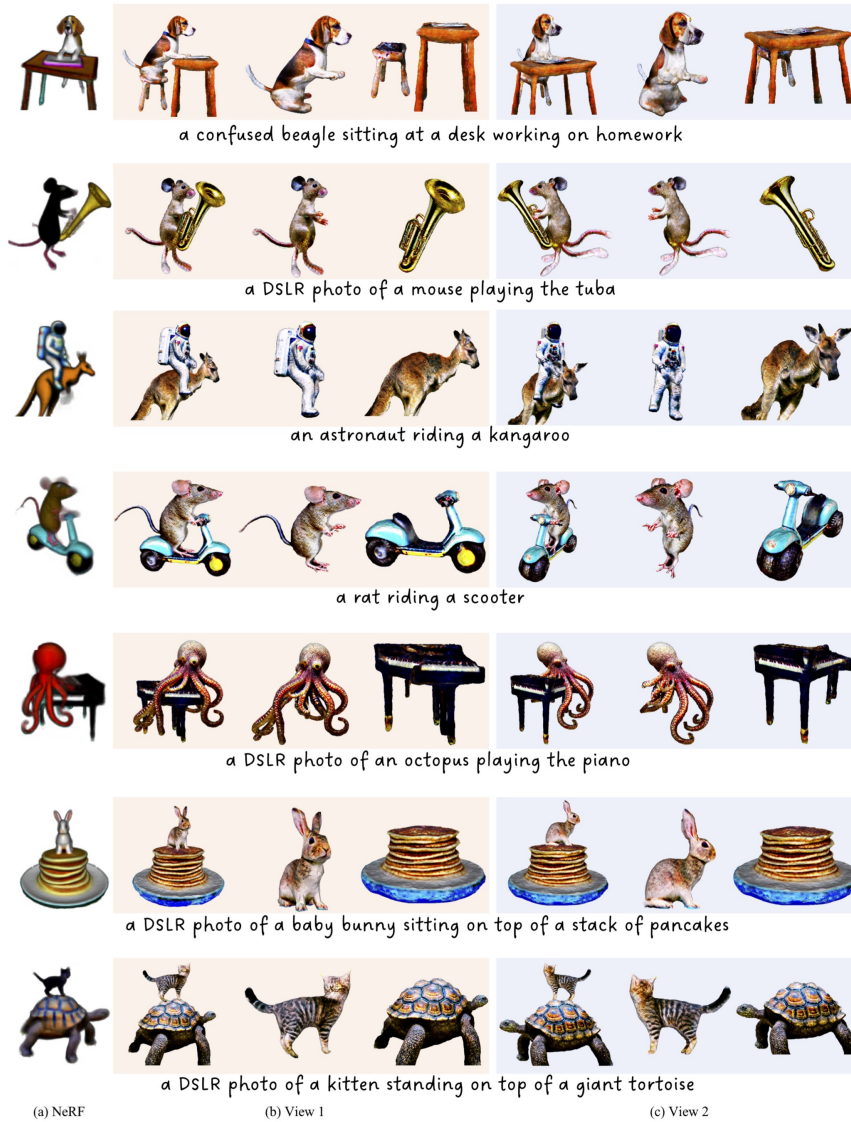 a confused beagle sitting at a desk working on homework
a DSLR photo of a mouse playing the tuba
an astronaut riding a kangaroo
a rat riding a scooter
a DSLR photo of an octopus playing the piano
a DSLR photo of a baby bunny sitting on top of a stack of pancakes
a DSLR photo of a kitten standing on top of a giant tortoise
(a) NeRF (b) View 1 (c) View 2